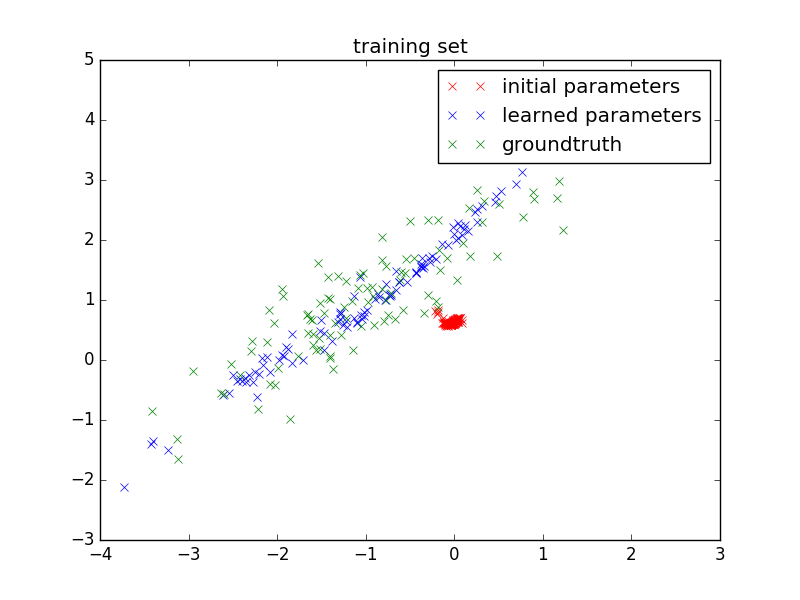 training set
initial parameters
learned parameters
groundtruth
5
4
3
2
1
0
−1
−2
−3
−4 −3 −2 −1 0 1 2 3